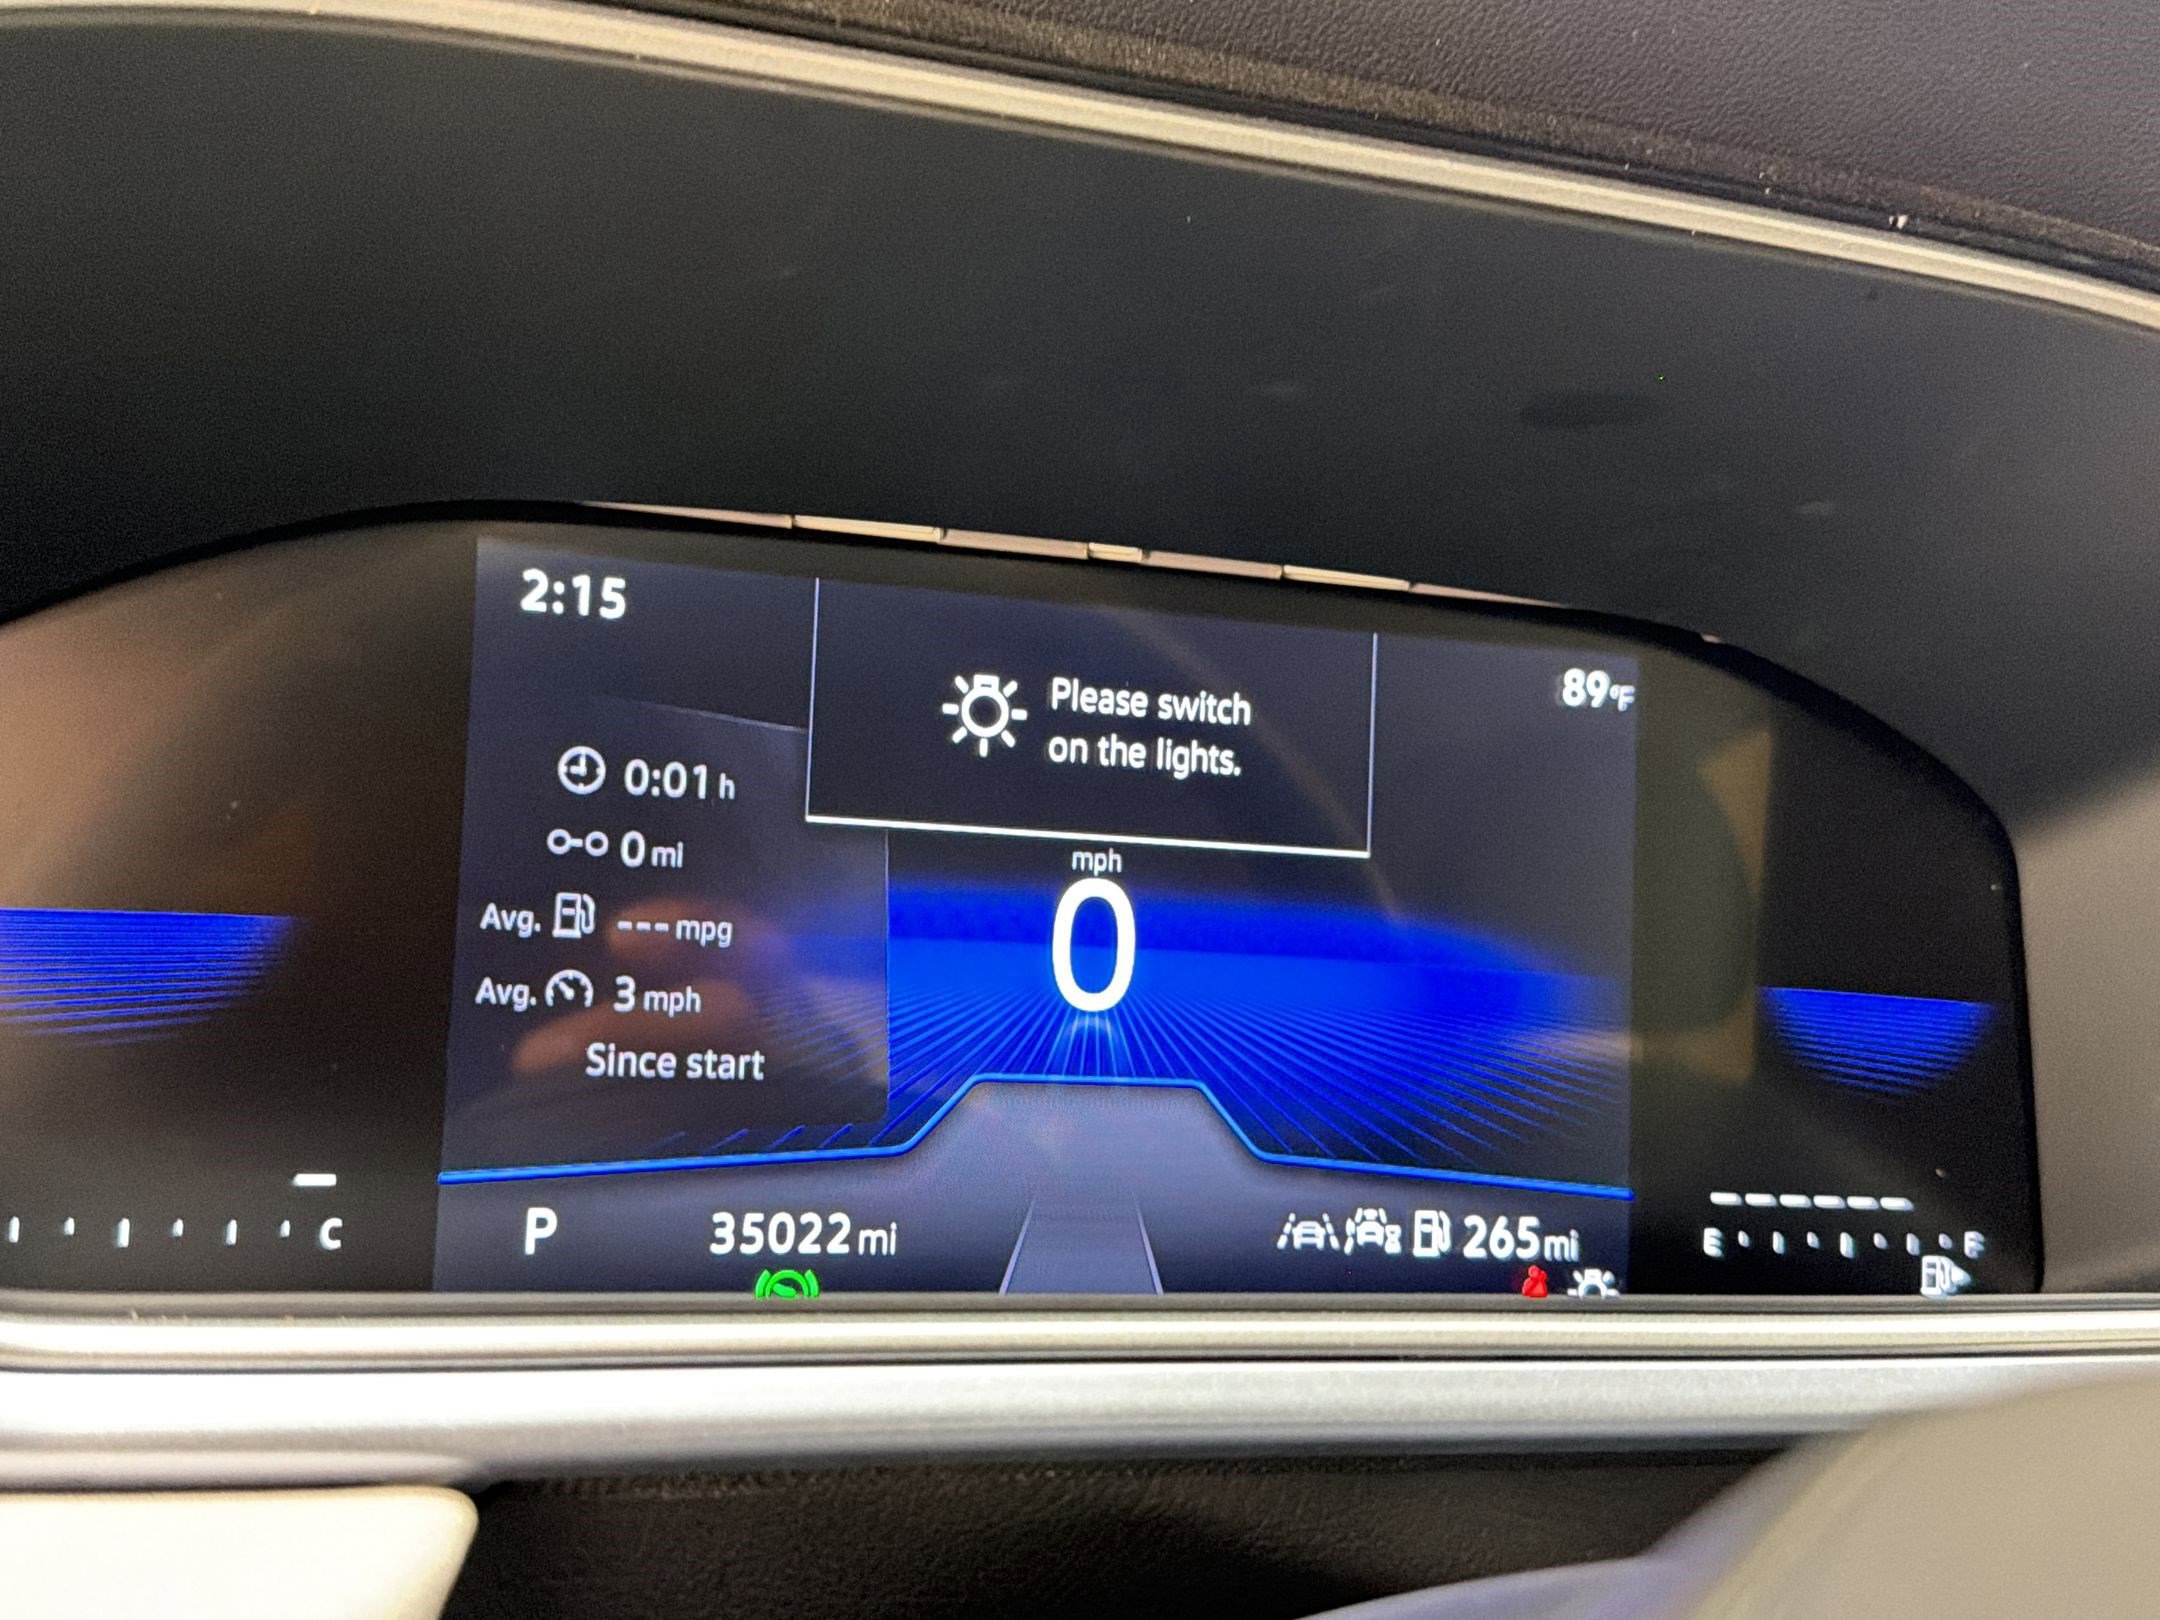 2:15
Please switch
on the lights.
89°F
0:01 h
0 mi
Avg. --- mpg
Avg. 3 mph
Since start
mph
0
C
P
35022 mi
265 mi
E F